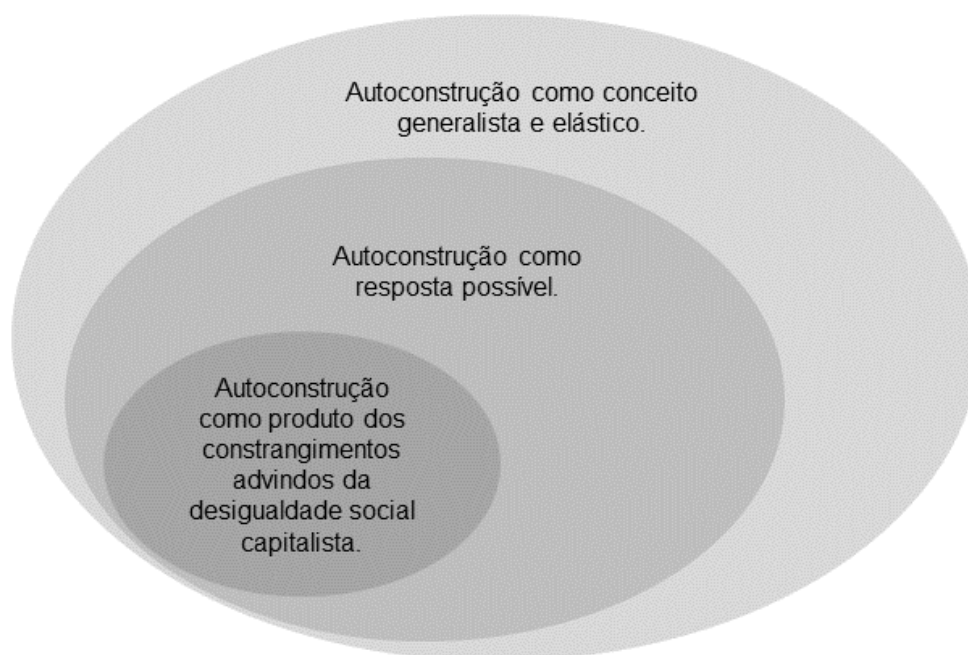 Autoconstrução como conceito
generalista e elástico.
Autoconstrução como
resposta possível.
Autoconstrução
como produto dos
constrangimentos
advindos da
desigualdade social
capitalista.